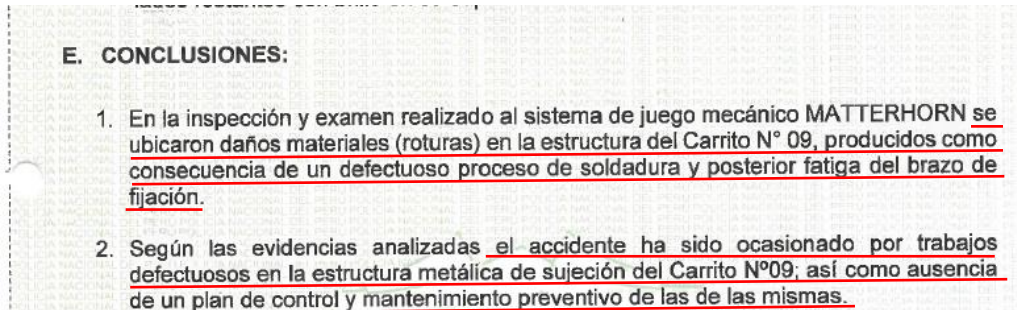 E. CONCLUSIONES:
1. En la inspección y examen realizado al sistema de juego mecánico MATTERHORN se
ubicaron daños materiales (roturas) en la estructura del Carrito N° 09, producidos como
consecuencia de un defectuoso proceso de soldadura y posterior fatiga del brazo de
fijación.
2. Según las evidencias analizadas el accidente ha sido ocasionado por trabajos
defectuosos en la estructura metálica de sujeción del Carrito Nº09; así como ausencia
de un plan de control y mantenimiento preventivo de las de las mismas.